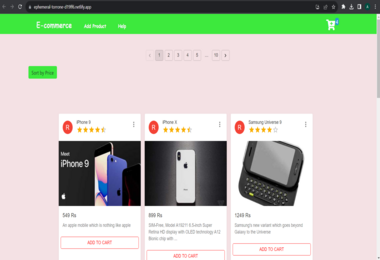 ephemeral-torrone-d19ff6.netlify.app
E-commerce
Add Product
Help
1
2
3
4
5
...
10
Sort by Price
R
iPhone 9
Meet
iPhone 9
549 Rs
An apple mobile which is nothing like apple
ADD TO CART
R
iPhone X
899 Rs
SIM-Free, Model A19211 6.5-inch Super
Retina HD display with OLED technology A12
Bionic chip with ...
ADD TO CART
R
Samsung Universe 9
1249 Rs
Samsung's new variant which goes beyond
Galaxy to the Universe
ADD TO CART